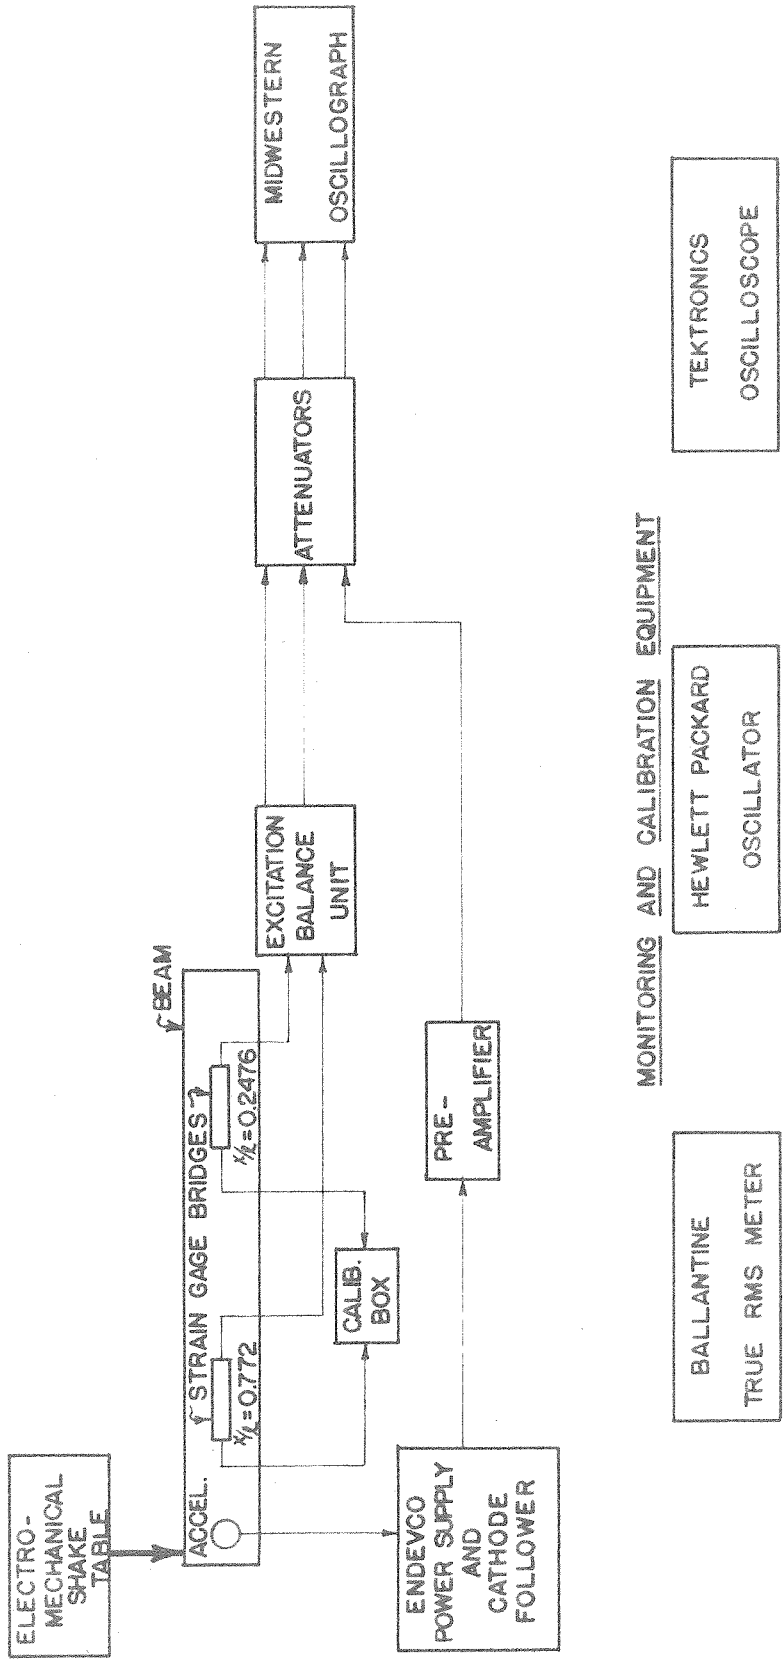 ELECTRO-
MECHANICAL
SHAKE
TABLE
ACCEL.
STRAIN GAGE BRIDGES
BEAM
x/ℓ=0.772
x/ℓ=0.2476
CALIB.
BOX
EXCITATION
BALANCE
UNIT
ATTENUATORS
MIDWESTERN
OSCILLOGRAPH
ENDEVCO
POWER SUPPLY
AND
CATHODE
FOLLOWER
PRE-
AMPLIFIER
MONITORING AND CALIBRATION EQUIPMENT
BALLANTINE
TRUE RMS METER
HEWLETT PACKARD
OSCILLATOR
TEKTRONICS
OSCILLOSCOPE